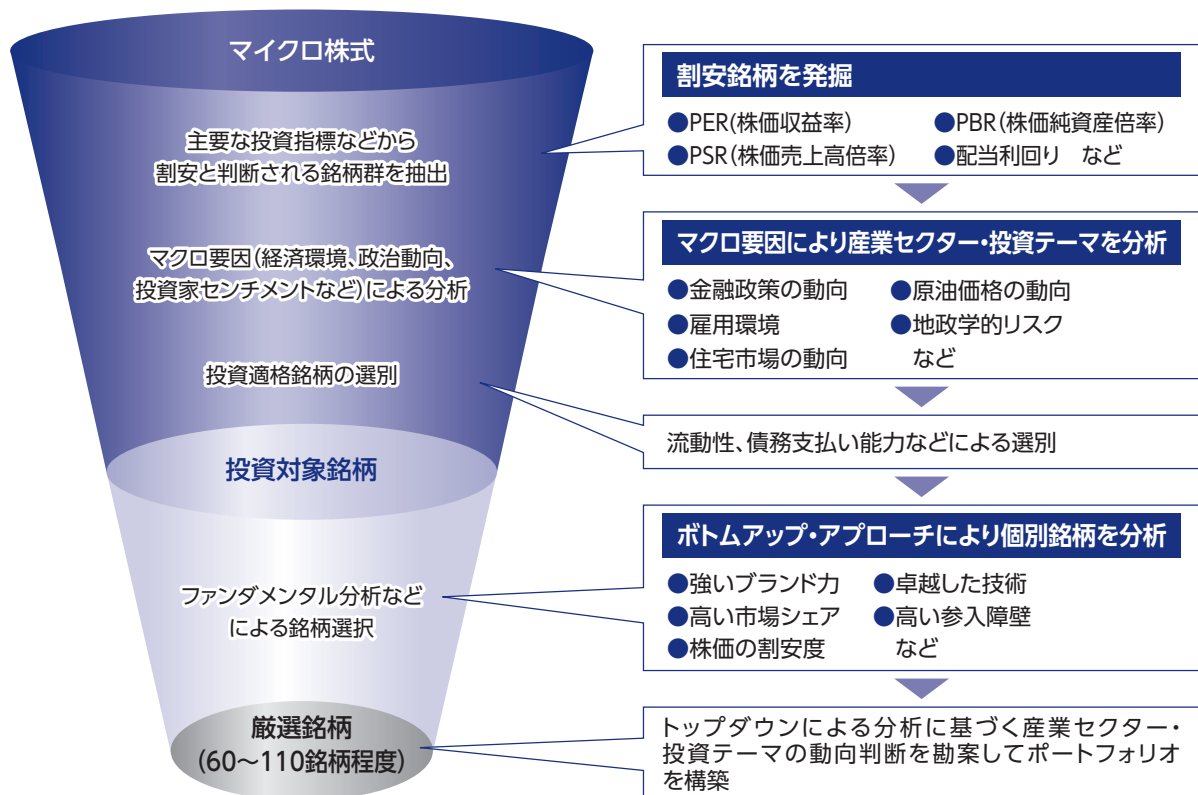 マイクロ株式
主要な投資指標などから
割安と判断される銘柄群を抽出
マクロ要因(経済環境、政治動向、
投資家センチメントなど)による分析
投資適格銘柄の選別
投資対象銘柄
ファンダメンタル分析など
による銘柄選択
厳選銘柄
(60〜110銘柄程度)
割安銘柄を発掘
●PER(株価収益率) ●PBR(株価純資産倍率)
●PSR(株価売上高倍率) ●配当利回り など
マクロ要因により産業セクター・投資テーマを分析
●金融政策の動向 ●原油価格の動向
●雇用環境 ●地政学的リスク
●住宅市場の動向 など
流動性、債務支払い能力などによる選別
ボトムアップ・アプローチにより個別銘柄を分析
●強いブランド力 ●卓越した技術
●高い市場シェア ●高い参入障壁
●株価の割安度 など
トップダウンによる分析に基づく産業セクター・
投資テーマの動向判断を勘案してポートフォリオ
を構築